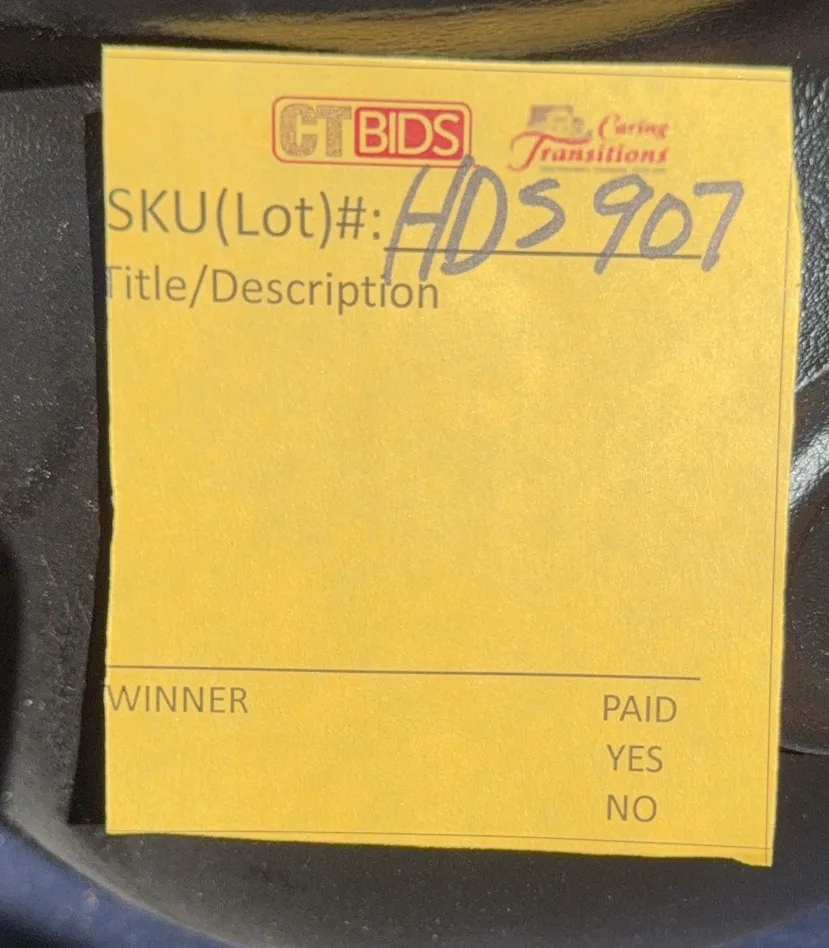 CTBIDS
Caring
Transitions
SKU(Lot)#: HDS 907
Title/Description
WINNER
PAID
YES
NO